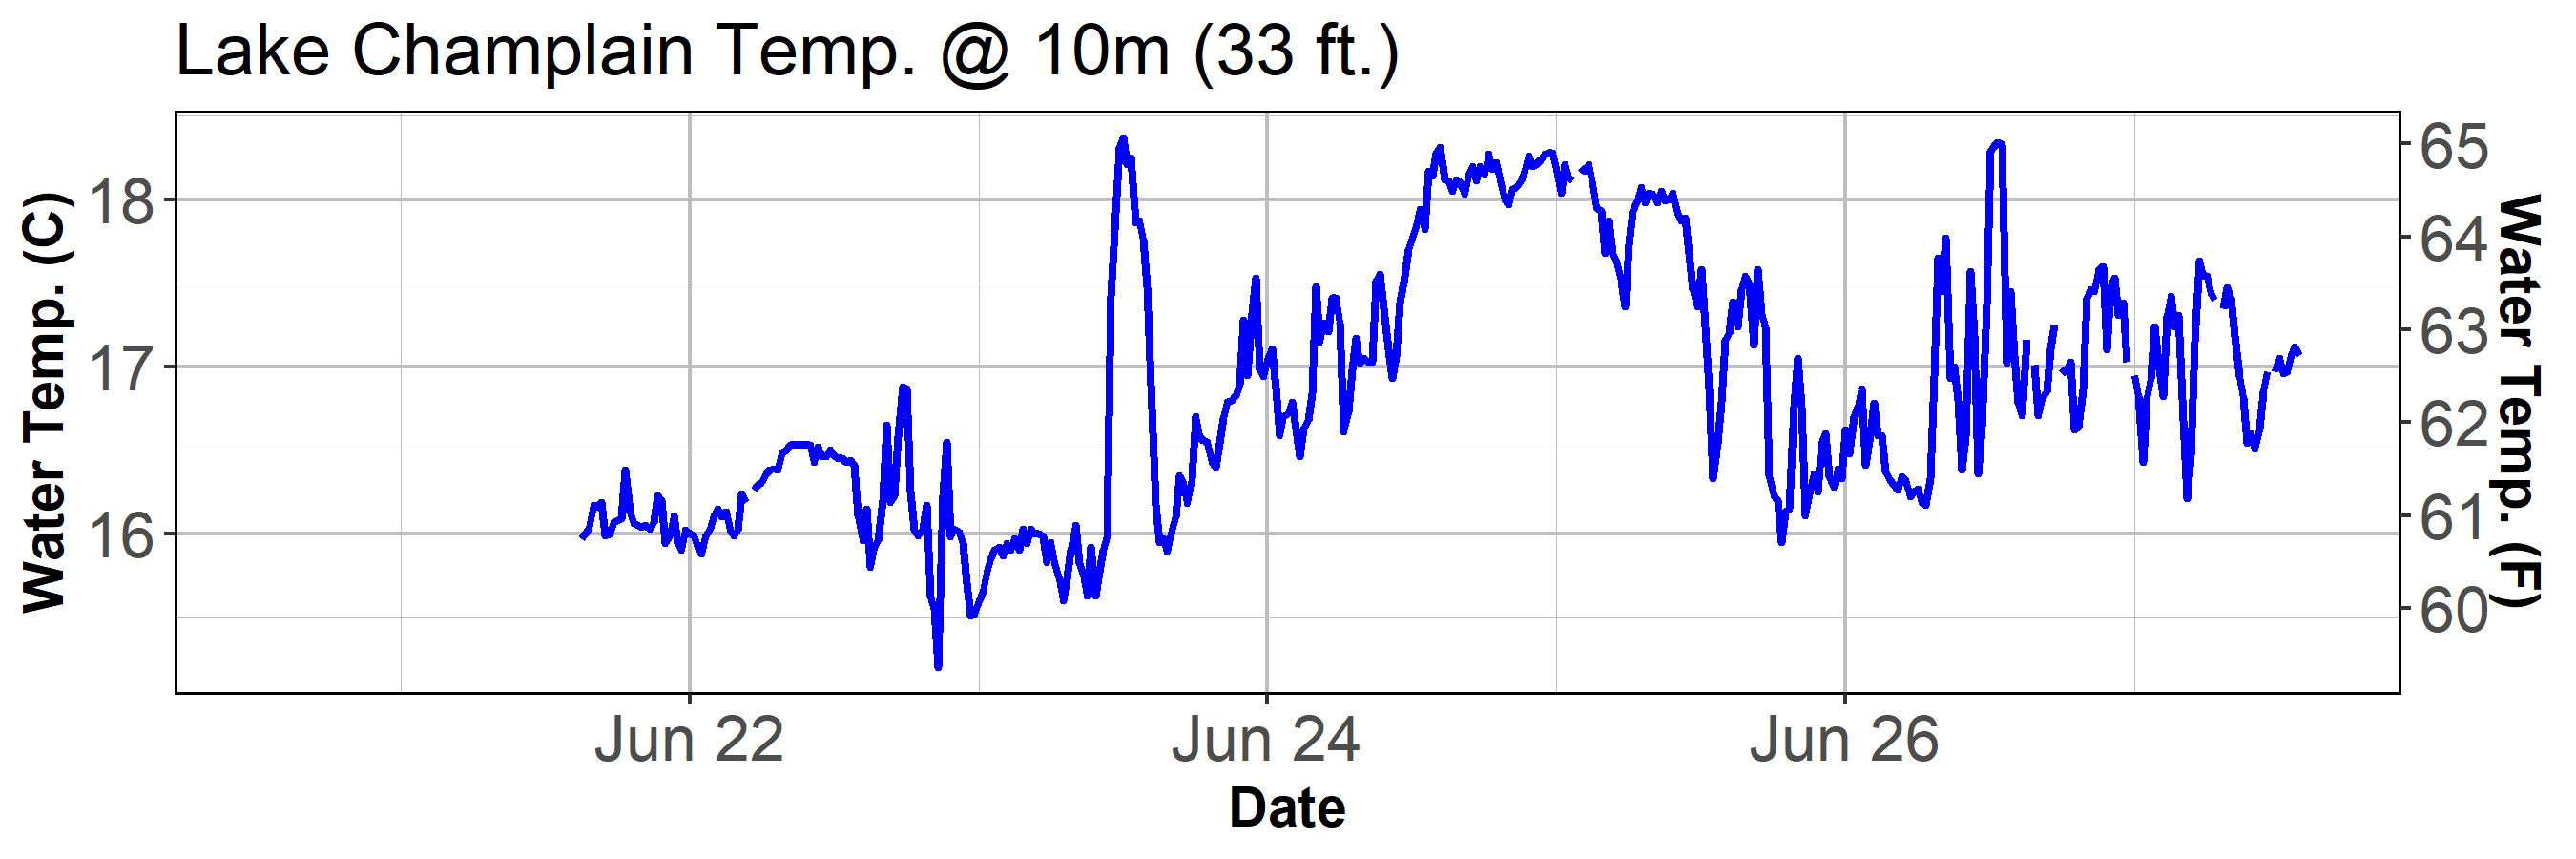 Lake Champlain Temp. @ 10m (33 ft.)
Water Temp. (C)
18
17
16
65
64
63
62
61
60
Water Temp. (F)
Jun 22
Jun 24
Jun 26
Date